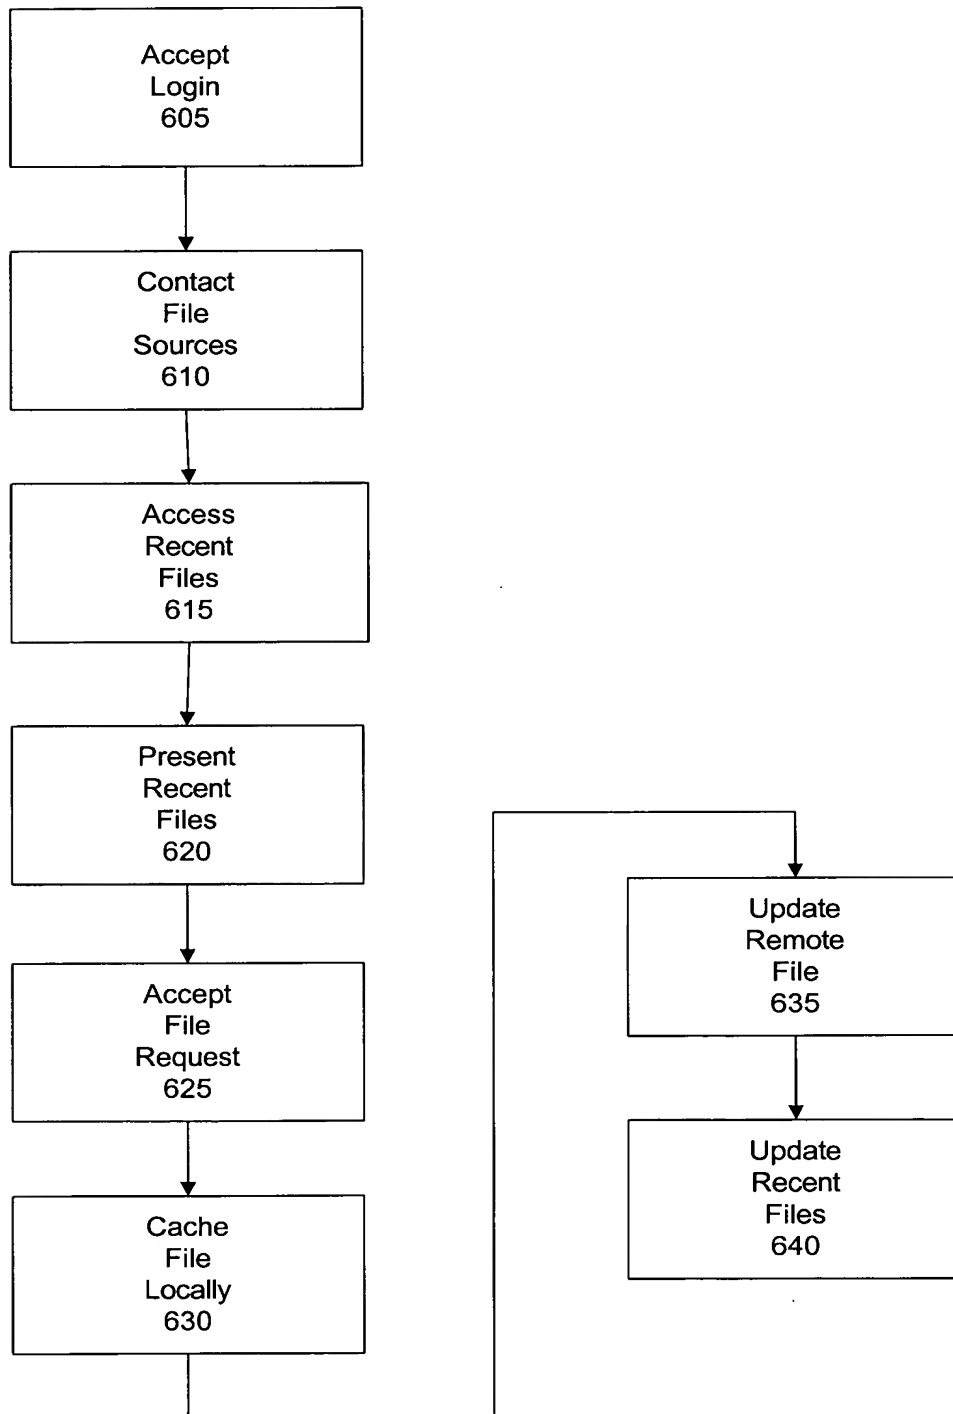 Accept
Login
605
Contact
File
Sources
610
Access
Recent
Files
615
Present
Recent
Files
620
Accept
File
Request
625
Cache
File
Locally
630
Update
Remote
File
635
Update
Recent
Files
640